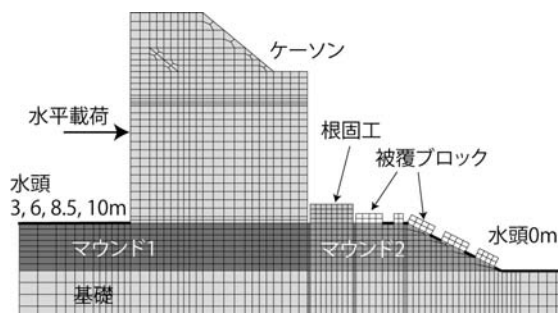 ケーソン
水平載荷
根固工
被覆ブロック
水頭
3, 6, 8.5, 10m
水頭0m
マウンド1
マウンド2
基礎